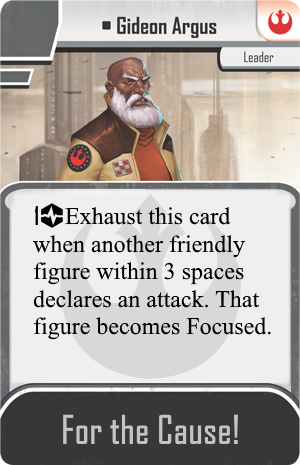 ▪ Gideon Argus
Leader
Exhaust this card
when another friendly
figure within 3 spaces
declares an attack. That
figure becomes Focused.
For the Cause!